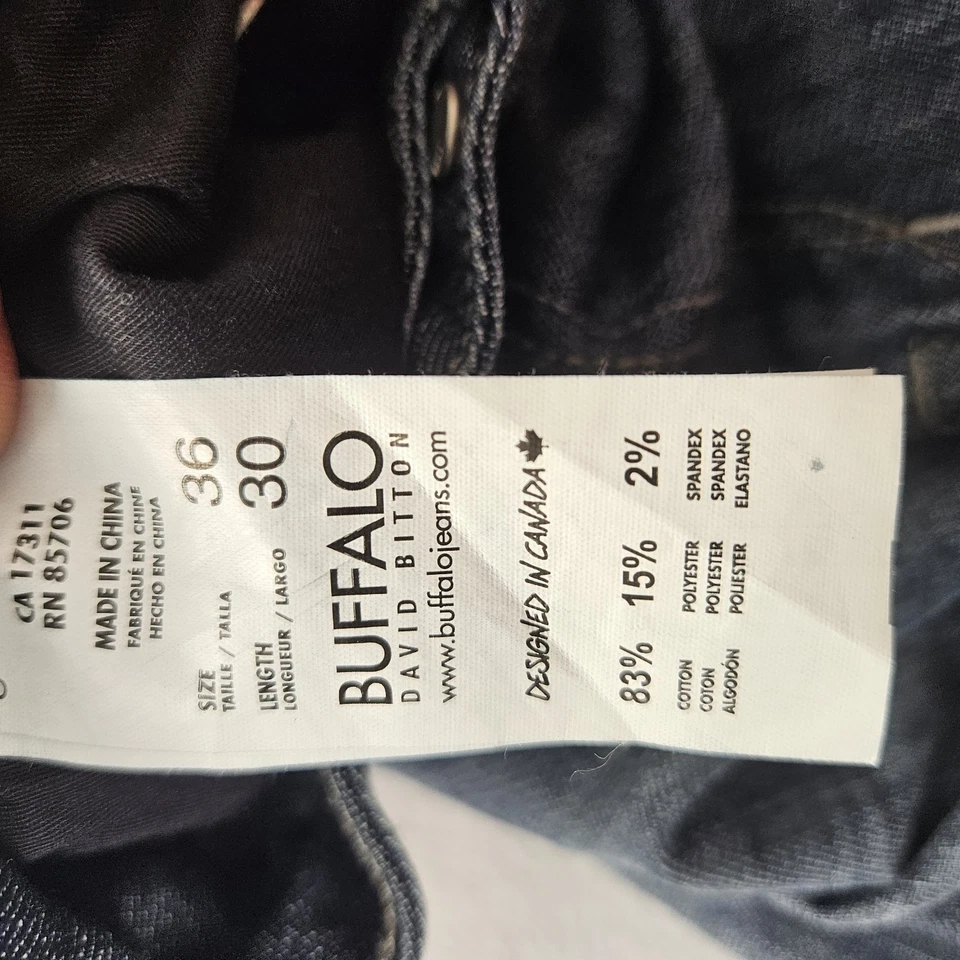 CA 17311
RN 85706
MADE IN CHINA
FABRIQUÉ EN CHINE
HECHO EN CHINA
SIZE 36
TAILLE / TALLA
LENGTH 30
LONGUEUR / LARGO
BUFFALO
DAVID BITTON
www.buffalojeans.com
DESIGNED IN CANADA
83% 15% 2%
COTTON POLYESTER SPANDEX
COTON POLYESTER SPANDEX
ALGODÓN POLIESTER ELASTANO